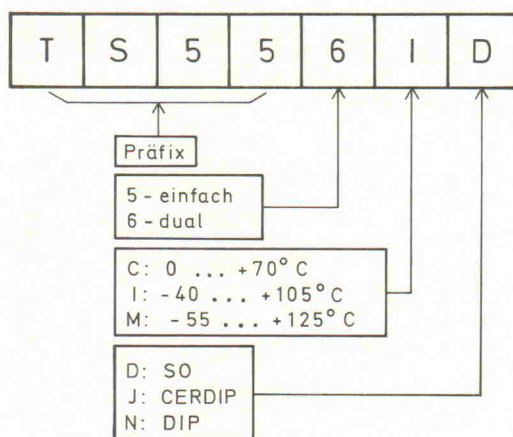 T S 5 5 6 I D
Präfix
5 - einfach
6 - dual
C: 0 ... +70° C
I: -40 ... +105° C
M: -55 ... +125° C
D: SO
J: CERDIP
N: DIP